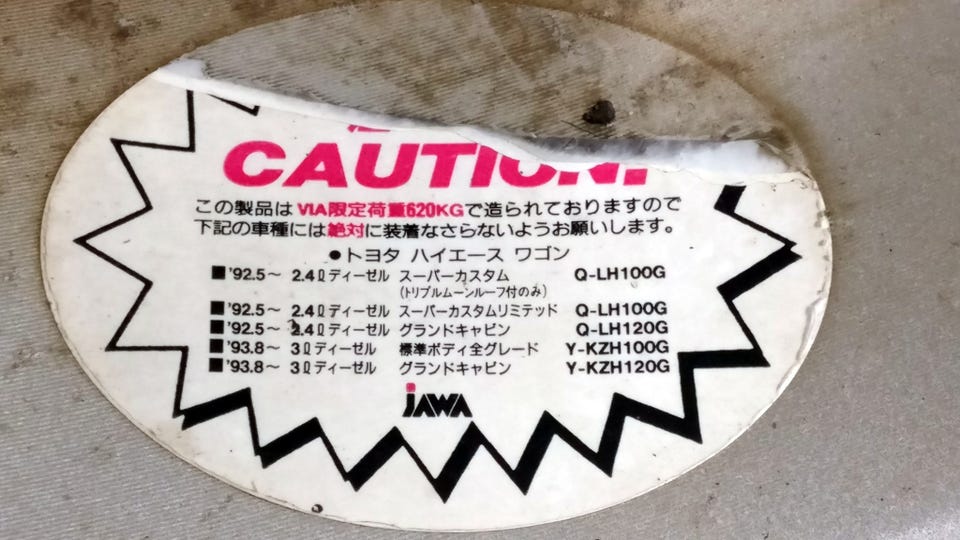 CAUTION!
この製品は VIA限定荷重620KGで造られておりますので
下記の車種には絶対に装着なさらないようお願いします。
●トヨタ ハイエース ワゴン
■'92.5〜 2.4ℓディーゼル スーパーカスタム Q-LH100G
(トリプルムーンルーフ付のみ)
■'92.5〜 2.4ℓディーゼル スーパーカスタムリミテッド Q-LH100G
■'92.5〜 2.4ℓディーゼル グランドキャビン Q-LH120G
■'93.8〜 3ℓディーゼル 標準ボディ全グレード Y-KZH100G
■'93.8〜 3ℓディーゼル グランドキャビン Y-KZH120G
JAWA